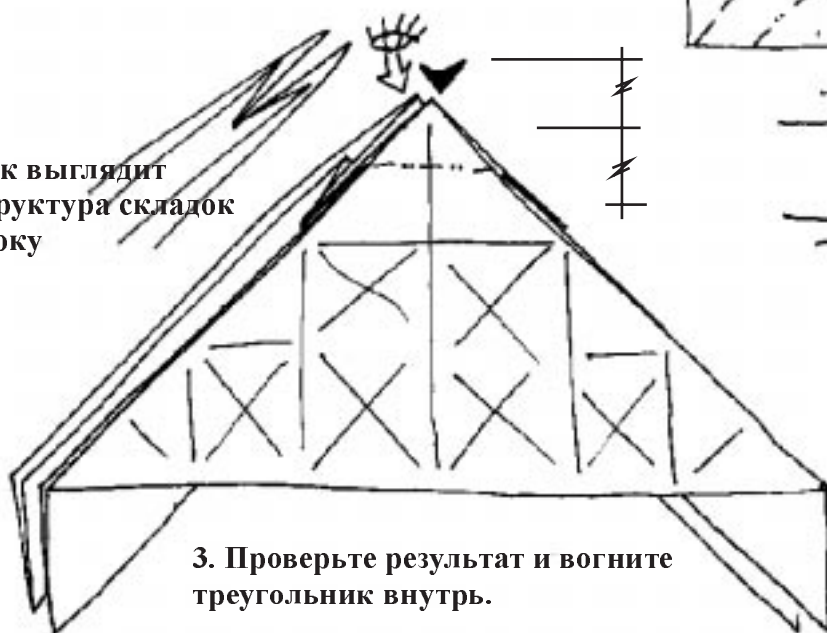 к выглядит
руктура складок
оку
3. Проверьте результат и вогните
треугольник внутрь.